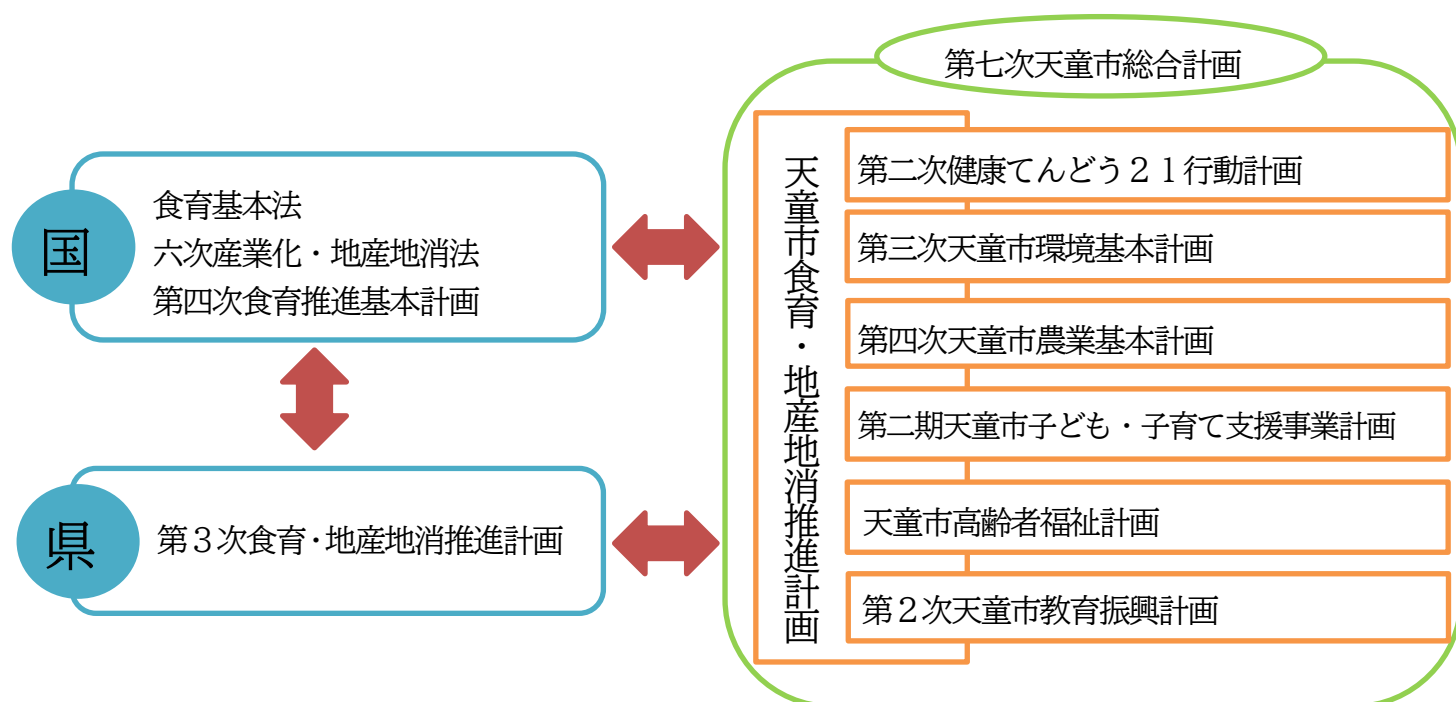 国
食育基本法
六次産業化・地産地消法
第四次食育推進基本計画
県
第３次食育・地産地消推進計画
第七次天童市総合計画
天童市食育・地産地消推進計画
第二次健康てんどう２１行動計画
第三次天童市環境基本計画
第四次天童市農業基本計画
第二期天童市子ども・子育て支援事業計画
天童市高齢者福祉計画
第２次天童市教育振興計画